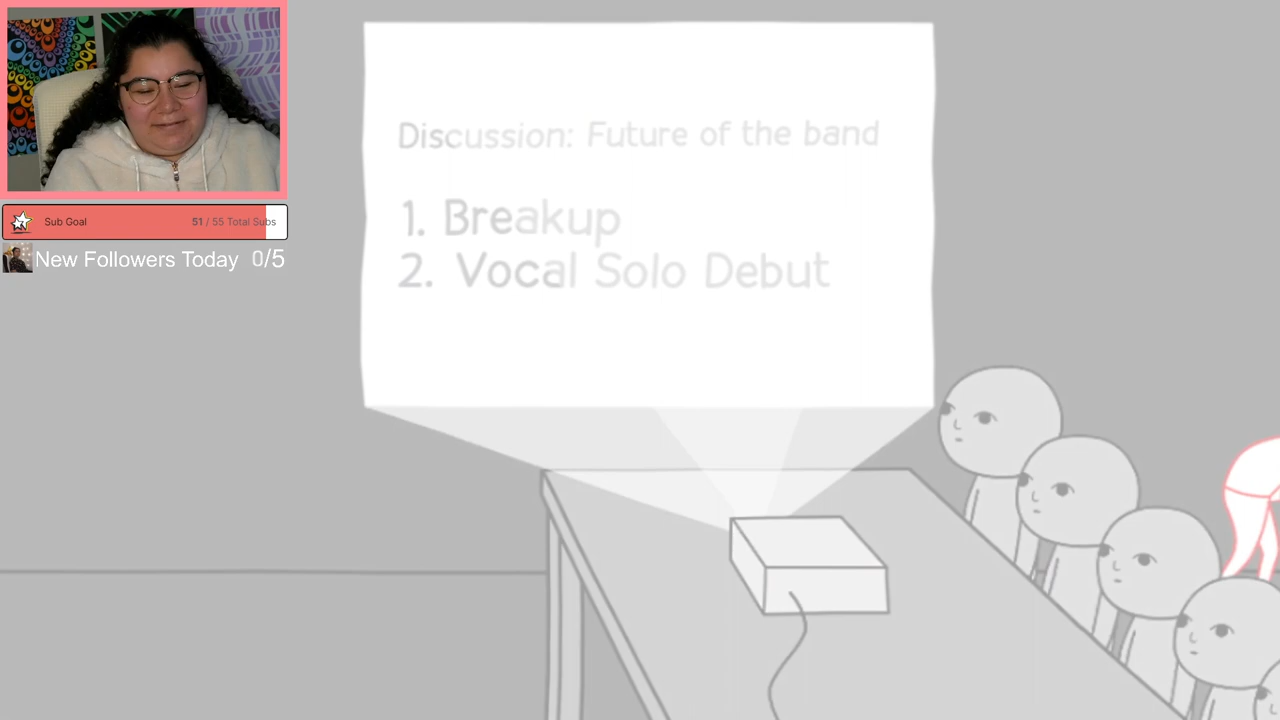 Discussion: Future of the band
1. Breakup
2. Vocal Solo Debut
Sub Goal 51 / 55 Total Subs
New Followers Today 0/5